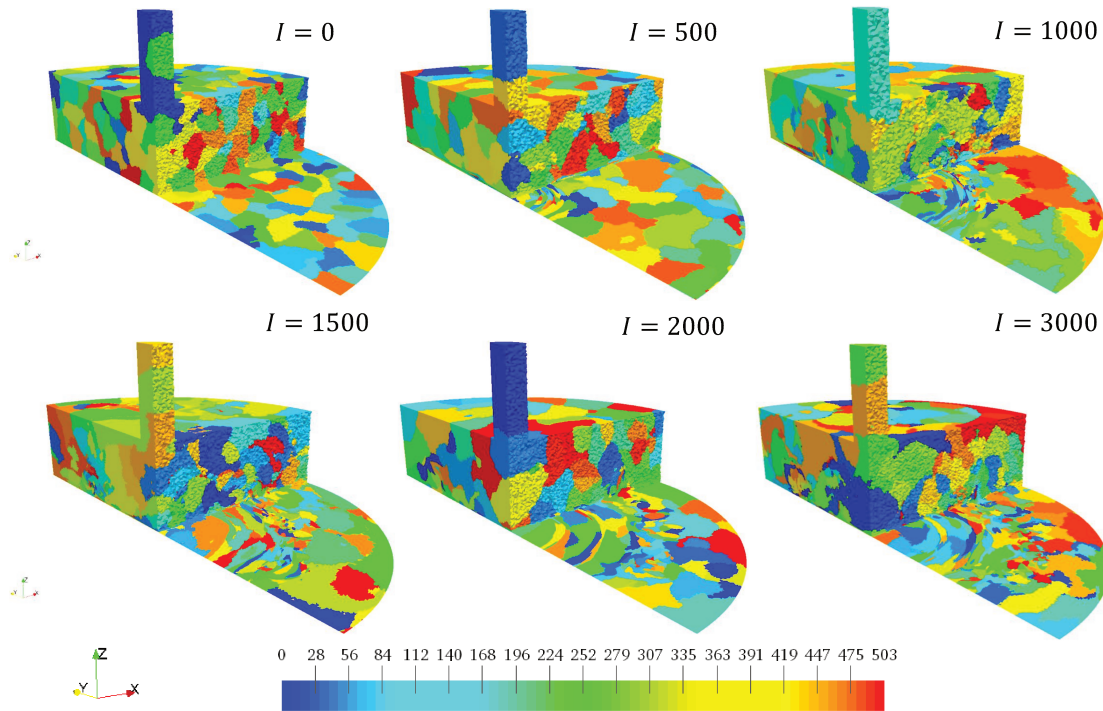 I = 0
I = 500
I = 1000
I = 1500
I = 2000
I = 3000
Z
Y
X
0 28 56 84 112 140 168 196 224 252 279 307 335 363 391 419 447 475 503